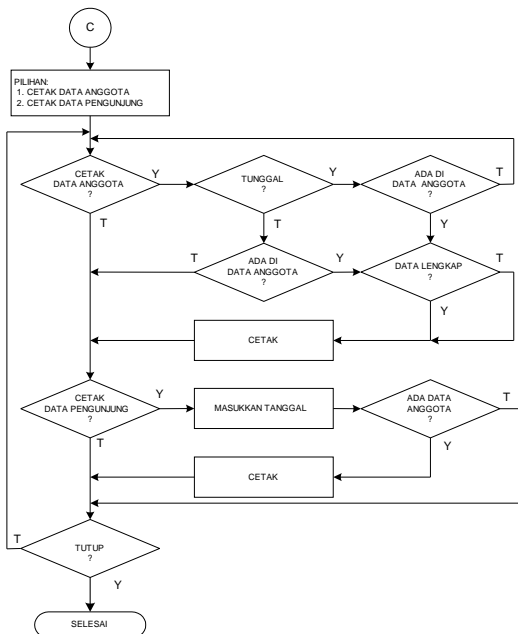 C
PILIHAN:
1. CETAK DATA ANGGOTA
2. CETAK DATA PENGUNJUNG
CETAK
DATA ANGGOTA
?
Y
T
TUNGGAL
?
Y
T
ADA DI
DATA ANGGOTA
?
T
Y
T
ADA DI
DATA ANGGOTA
?
Y
DATA LENGKAP
?
T
Y
CETAK
CETAK
DATA PENGUNJUNG
?
Y
T
MASUKKAN TANGGAL
ADA DATA
ANGGOTA
?
T
Y
CETAK
T
TUTUP
?
Y
SELESAI